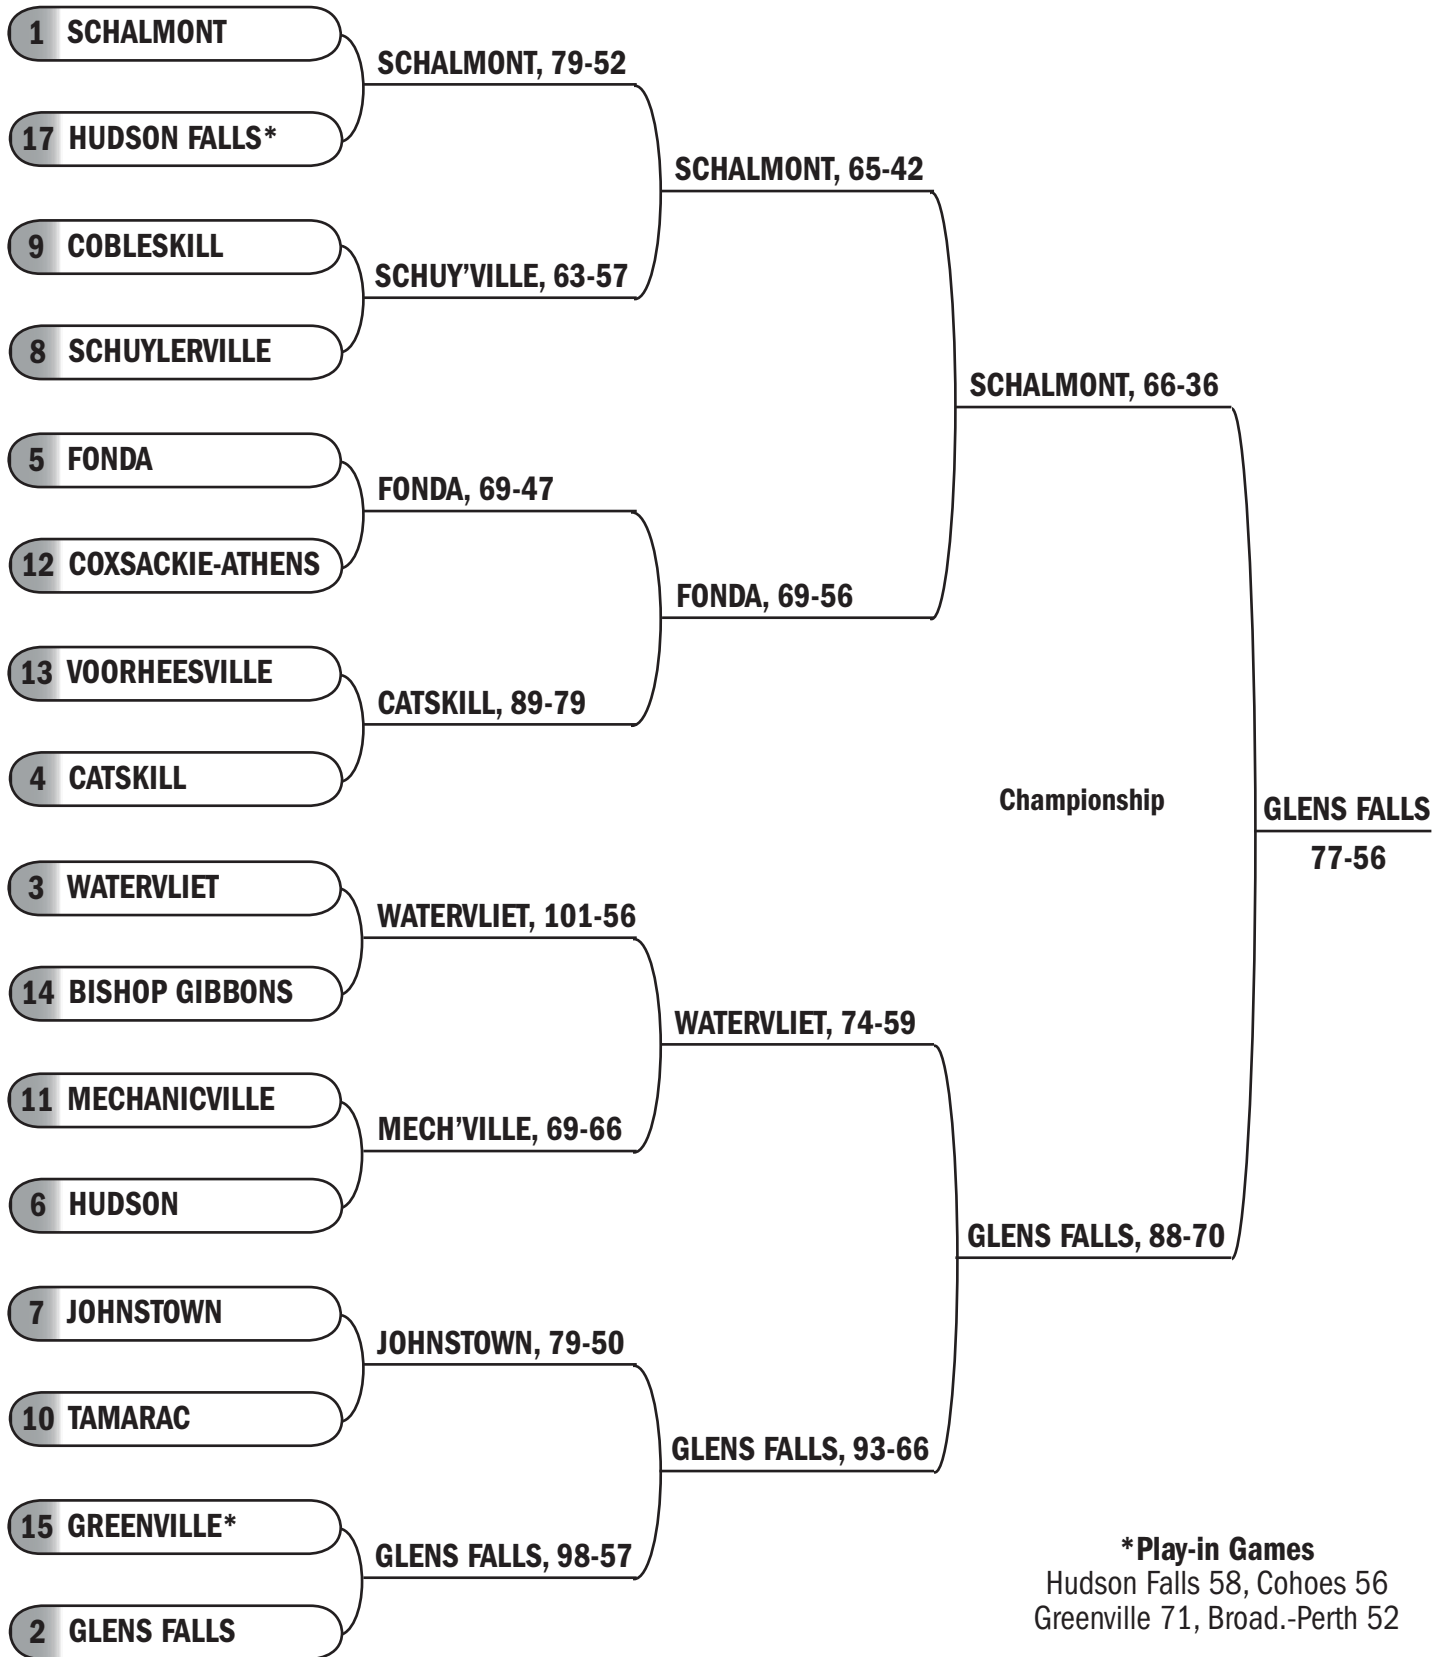 1 SCHALMONT
SCHALMONT, 79-52
17 HUDSON FALLS*
SCHALMONT, 65-42
9 COBLESKILL
SCHUY'VILLE, 63-57
8 SCHUYLERVILLE
SCHALMONT, 66-36
5 FONDA
FONDA, 69-47
12 COXSACKIE-ATHENS
FONDA, 69-56
13 VOORHEESVILLE
CATSKILL, 89-79
4 CATSKILL
Championship
GLENS FALLS
77-56
3 WATERVLIET
WATERVLIET, 101-56
14 BISHOP GIBBONS
WATERVLIET, 74-59
11 MECHANICVILLE
MECH'VILLE, 69-66
6 HUDSON
GLENS FALLS, 88-70
7 JOHNSTOWN
JOHNSTOWN, 79-50
10 TAMARAC
GLENS FALLS, 93-66
15 GREENVILLE*
GLENS FALLS, 98-57
2 GLENS FALLS
*Play-in Games
Hudson Falls 58, Cohoes 56
Greenville 71, Broad.-Perth 52